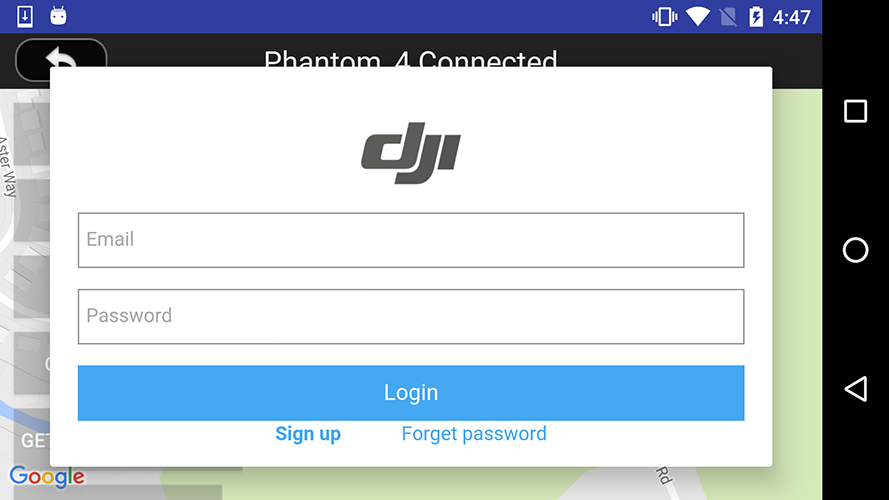 4:47
Phantom 4 Connected
Aster Way
dji
Email
Password
Login
Sign up Forget password
GET
Google
Rd